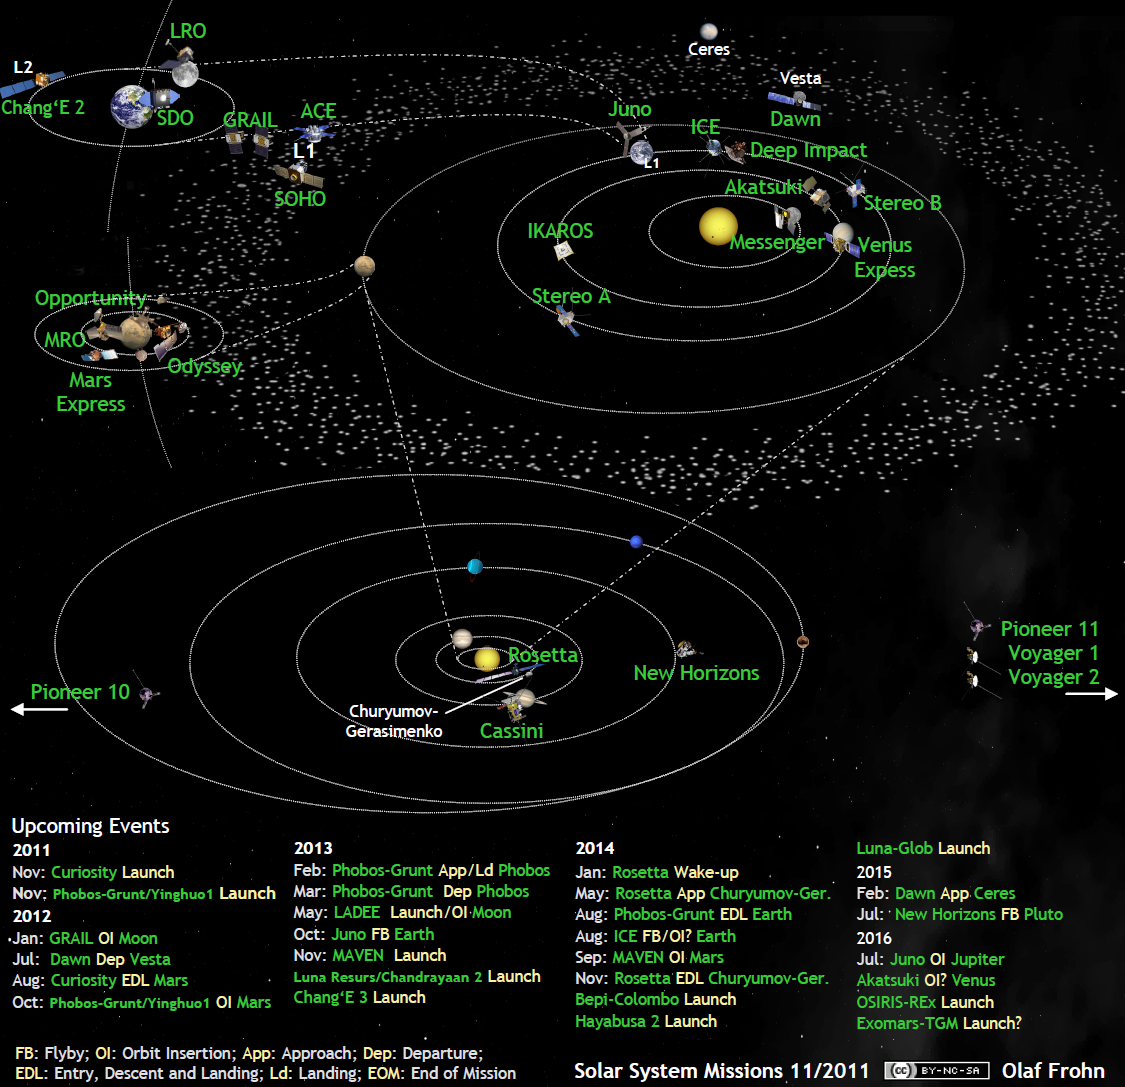 LRO
L2
Chang‘E 2
SDO
GRAIL
ACE
L1
SOHO
Ceres
Vesta
Dawn
Juno
L1
ICE
Deep Impact
Akatsuki
Stereo B
IKAROS
Messenger
Venus
Expess
Stereo A
Opportunity
MRO
Odyssey
Mars
Express
Rosetta
New Horizons
Pioneer 11
Voyager 1
Voyager 2
Pioneer 10
Churyumov-
Gerasimenko
Cassini
Upcoming Events
2011
Nov: Curiosity Launch
Nov: Phobos-Grunt/Yinghuo1 Launch
2012
Jan: GRAIL OI Moon
Jul: Dawn Dep Vesta
Aug: Curiosity EDL Mars
Oct: Phobos-Grunt/Yinghuo1 OI Mars
2013
Feb: Phobos-Grunt App/Ld Phobos
Mar: Phobos-Grunt Dep Phobos
May: LADEE Launch/OI Moon
Oct: Juno FB Earth
Nov: MAVEN Launch
Luna Resurs/Chandrayaan 2 Launch
Chang‘E 3 Launch
2014
Jan: Rosetta Wake-up
May: Rosetta App Churyumov-Ger.
Aug: Phobos-Grunt EDL Earth
Aug: ICE FB/OI? Earth
Sep: MAVEN OI Mars
Nov: Rosetta EDL Churyumov-Ger.
Bepi-Colombo Launch
Hayabusa 2 Launch
Luna-Glob Launch
2015
Feb: Dawn App Ceres
Jul: New Horizons FB Pluto
2016
Jul: Juno OI Jupiter
Akatsuki OI? Venus
OSIRIS-REx Launch
Exomars-TGM Launch?
FB: Flyby; OI: Orbit Insertion; App: Approach; Dep: Departure;
EDL: Entry, Descent and Landing; Ld: Landing; EOM: End of Mission
Solar System Missions 11/2011 cc BY-NC-SA Olaf Frohn